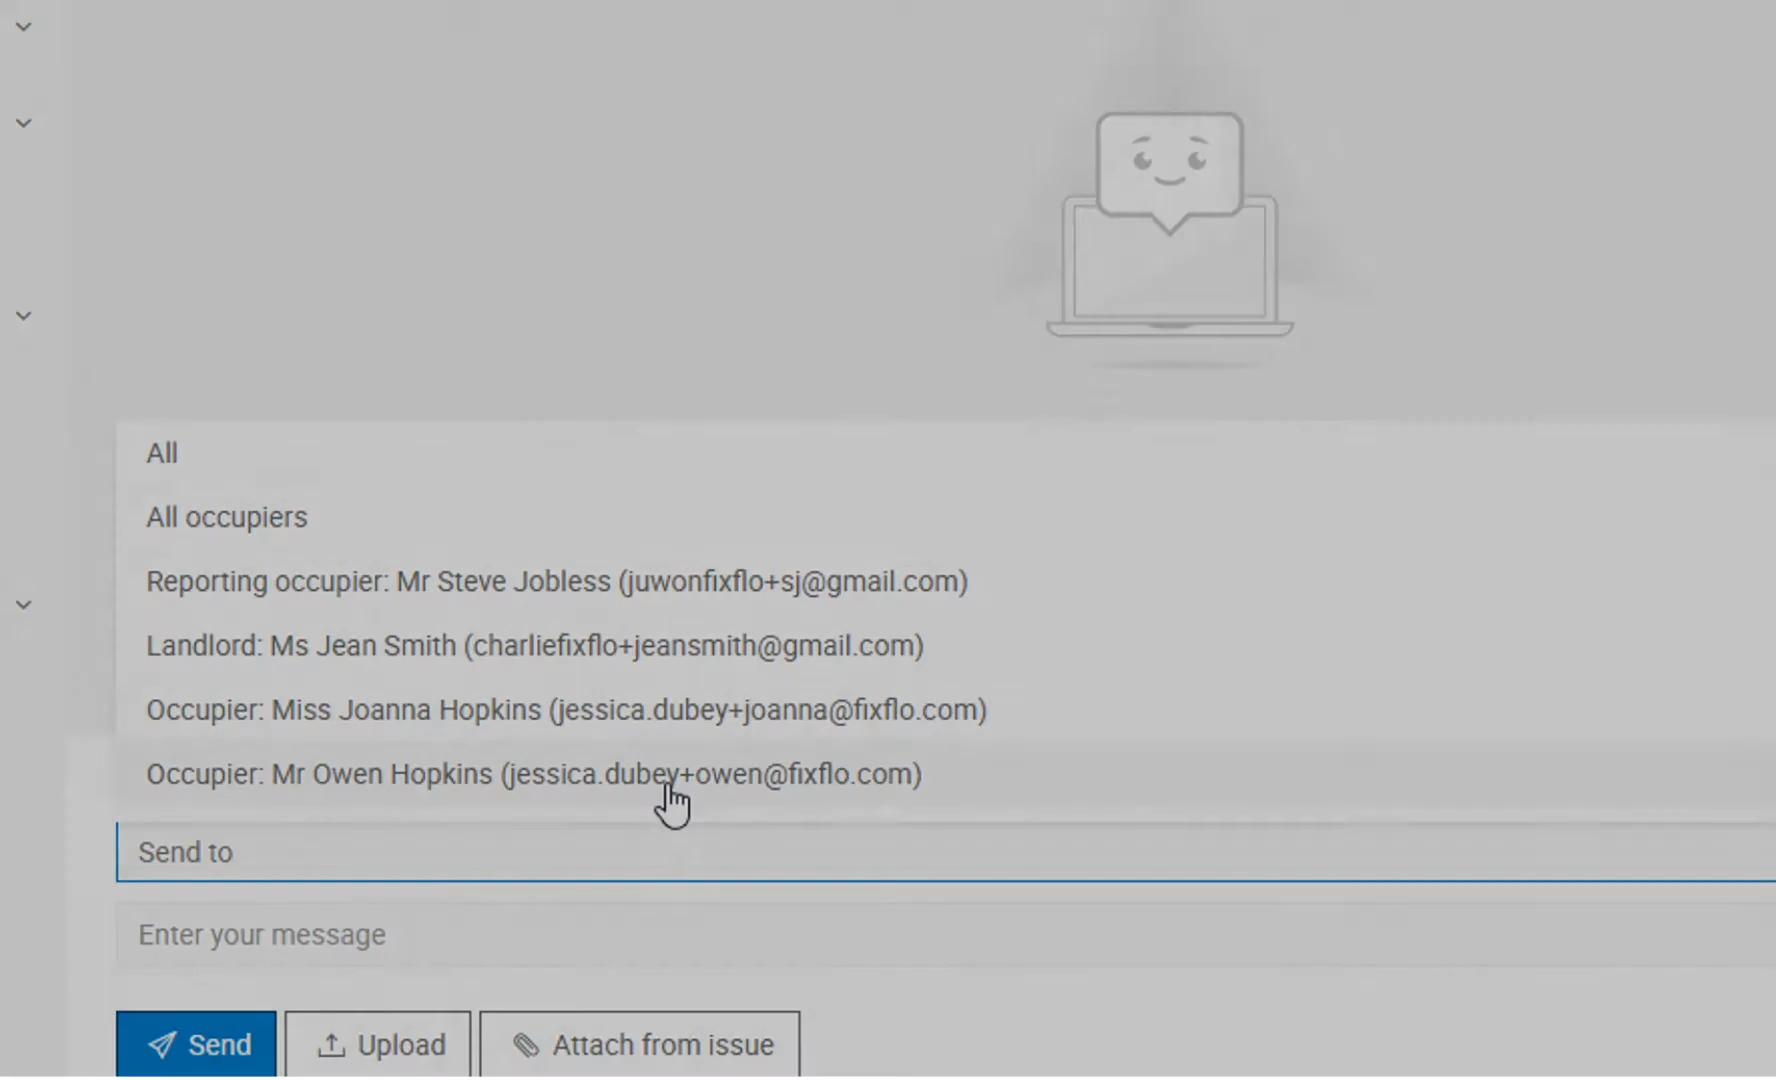 All
All occupiers
Reporting occupier: Mr Steve Jobless (juwonfixflo+sj@gmail.com)
Landlord: Ms Jean Smith (charliefixflo+jeansmith@gmail.com)
Occupier: Miss Joanna Hopkins (jessica.dubey+joanna@fixflo.com)
Occupier: Mr Owen Hopkins (jessica.dubey+owen@fixflo.com)
Send to
Enter your message
Send
Upload
Attach from issue